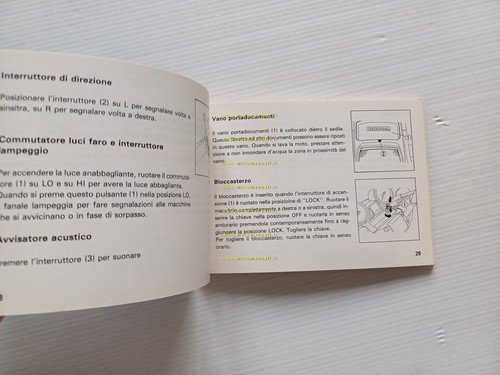 Interruttore di direzione
Posizionare l'interruttore (2) su L per segnalare volta a
sinsitra, su R per segnalare volta a destra.
Commutatore luci faro e interruttore
lampeggio
Per accendere la luce anabbagliante, ruotare il commuta-
tore (1) su LO e su HI per avere la luce abbagliante.
Quando si preme questo pulsante (1) nella posizione LO,
il fanale lampeggia per fare segnalazioni alle macchine
che si avvicinano o in fase di sorpasso.
Avvisatore acustico
Premere l'interruttore (3) per suonare
8
Vano portadocumenti
Il vano portadocumenti (1) è collocato dietro il sedile.
Questo libretto ed altri documenti possono essere riposti
in questo vano. Quando si lava la moto, prestare atten-
zione a non innondare d'acqua la zona in prossimità del
vano.
Bloccasterzo
Il bloccasterzo è inserito quando l'interruttore di accen-
sione (1) è ruotato nella posizione di "LOCK". Ruotare il
manubrio completamente a destra o a sinistra, quindi in-
serire la chiave nella posizione OFF e ruotarla in senso
antiorario premendola contemporaneamente fino a rag-
giungere la posizione LOCK. Togliere la chiave.
Per togliere il bloccasterzo, ruotare la chiave in senso
orario.
HONDA
1
2
29